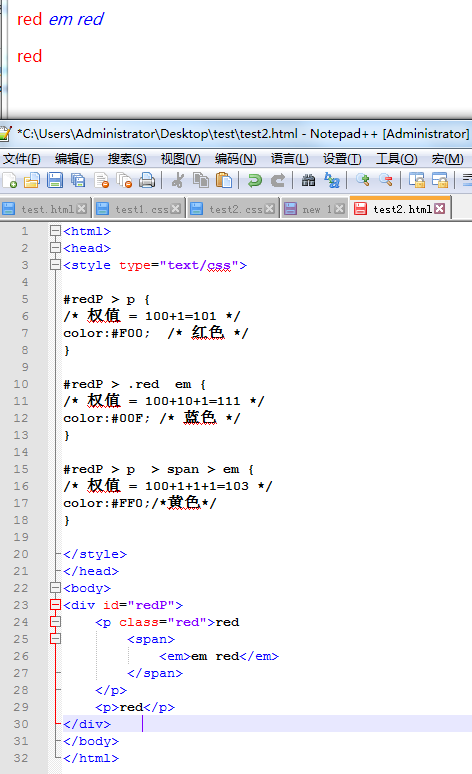 red em red
red
*C:\Users\Administrator\Desktop\test\test2.html - Notepad++ [Administrator]
文件(F) 编辑(E) 搜索(S) 视图(V) 编码(N) 语言(L) 设置(T) 工具(O) 宏(M)
test.html test1.css test2.css new 1 test2.html
1 <html>
2 <head>
3 <style type="text/css">
4
5 #redP > p {
6 /* 权值 = 100+1=101 */
7 color:#F00; /* 红色 */
8 }
9
10 #redP > .red em {
11 /* 权值 = 100+10+1=111 */
12 color:#00F; /* 蓝色 */
13 }
14
15 #redP > p > span > em {
16 /* 权值 = 100+1+1+1=103 */
17 color:#FF0;/*黄色*/
18 }
19
20 </style>
21 </head>
22 <body>
23 <div id="redP">
24 <p class="red">red
25 <span>
26 <em>em red</em>
27 </span>
28 </p>
29 <p>red</p>
30 </div>
31 </body>
32 </html>